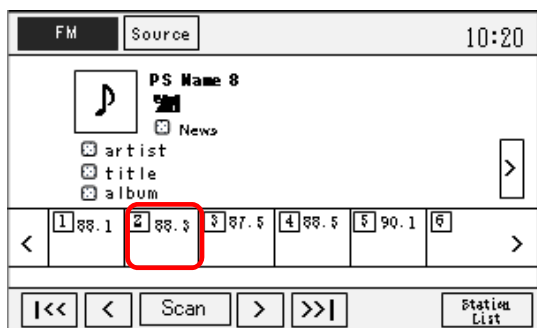 FM Source 10:20
PS Name 8
News
artist
title
album
1 88.1 2 88.3 3 87.5 4 88.5 5 90.1 6
Scan
Station List